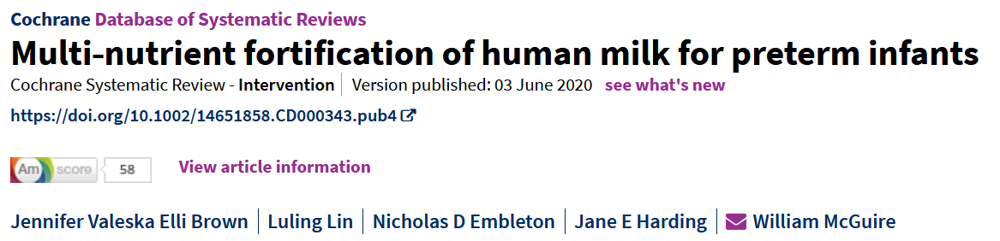 Cochrane Database of Systematic Reviews
Multi-nutrient fortification of human milk for preterm infants
Cochrane Systematic Review - Intervention | Version published: 03 June 2020 see what's new
https://doi.org/10.1002/14651858.CD000343.pub4
Am score 58 View article information
Jennifer Valeska Elli Brown | Luling Lin | Nicholas D Embleton | Jane E Harding | William McGuire